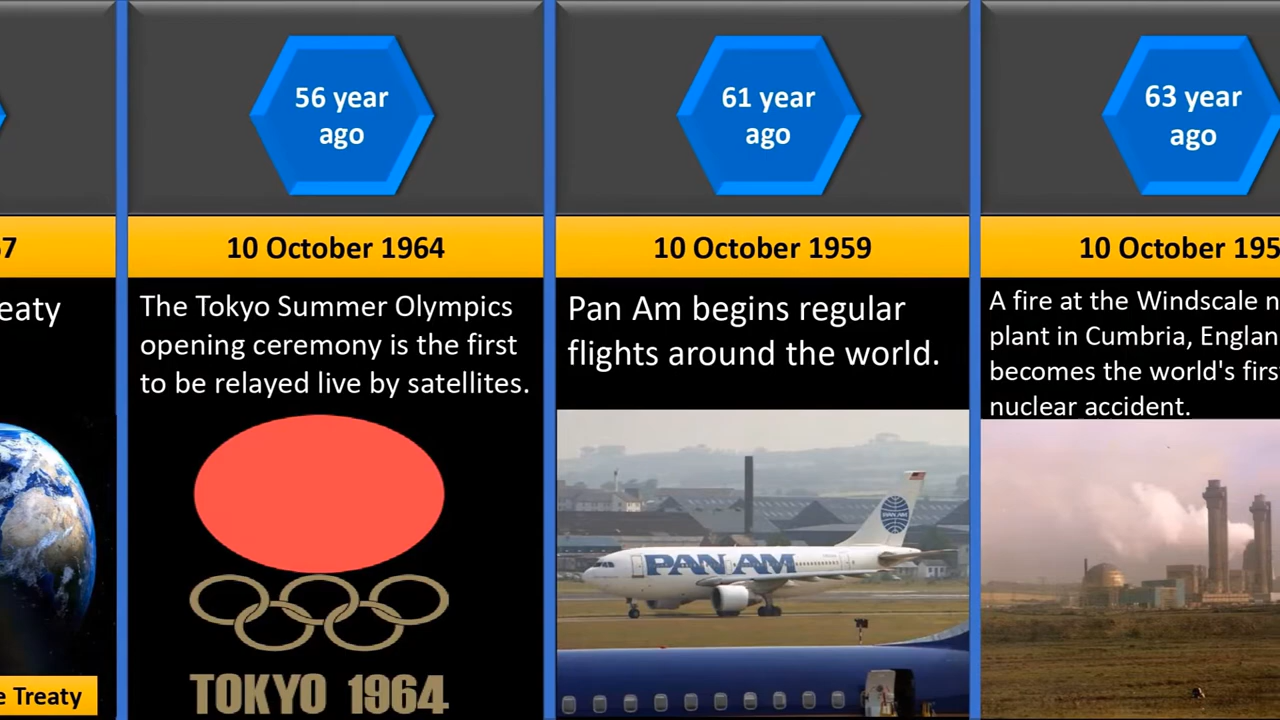 7
eaty
e Treaty
56 year
ago
10 October 1964
The Tokyo Summer Olympics
opening ceremony is the first
to be relayed live by satellites.
TOKYO 1964
61 year
ago
10 October 1959
Pan Am begins regular
flights around the world.
PAN AM
PAN AM
63 year
ago
10 October 195
A fire at the Windscale n
plant in Cumbria, Englan
becomes the world's firs
nuclear accident.